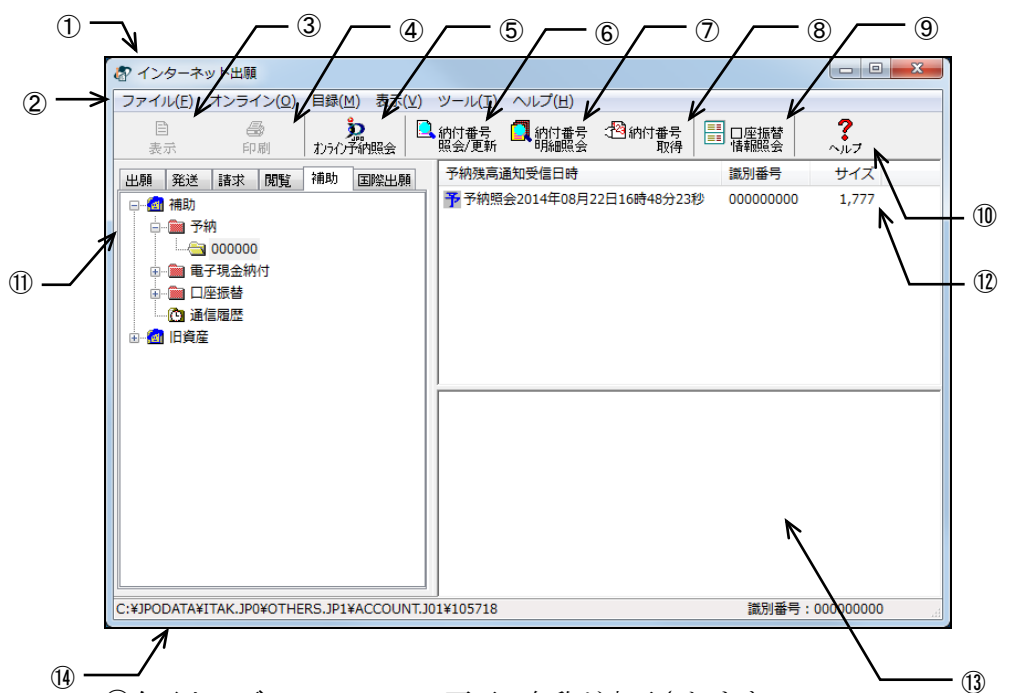 ① ③ ④ ⑤ ⑥ ⑦ ⑧ ⑨
インターネット出願
② ファイル(F) オンライン(O) 目録(M) 表示(V) ツール(T) ヘルプ(H)
表示 印刷 オンライン予納照会 納付番号照会/更新 納付番号明細照会 納付番号取得 口座振替情報照会 ヘルプ
出願 発送 請求 閲覧 補助 国際出願
補助
予納
000000
電子現金納付
口座振替
通信履歴
旧資産
予納残高通知受信日時 識別番号 サイズ
予 予納照会2014年08月22日16時48分23秒 000000000 1,777
⑩
⑪
⑫
C:¥JPODATA¥ITAK.JP0¥OTHERS.JP1¥ACCOUNT.J01¥105718 識別番号：000000000
⑭ ⑬